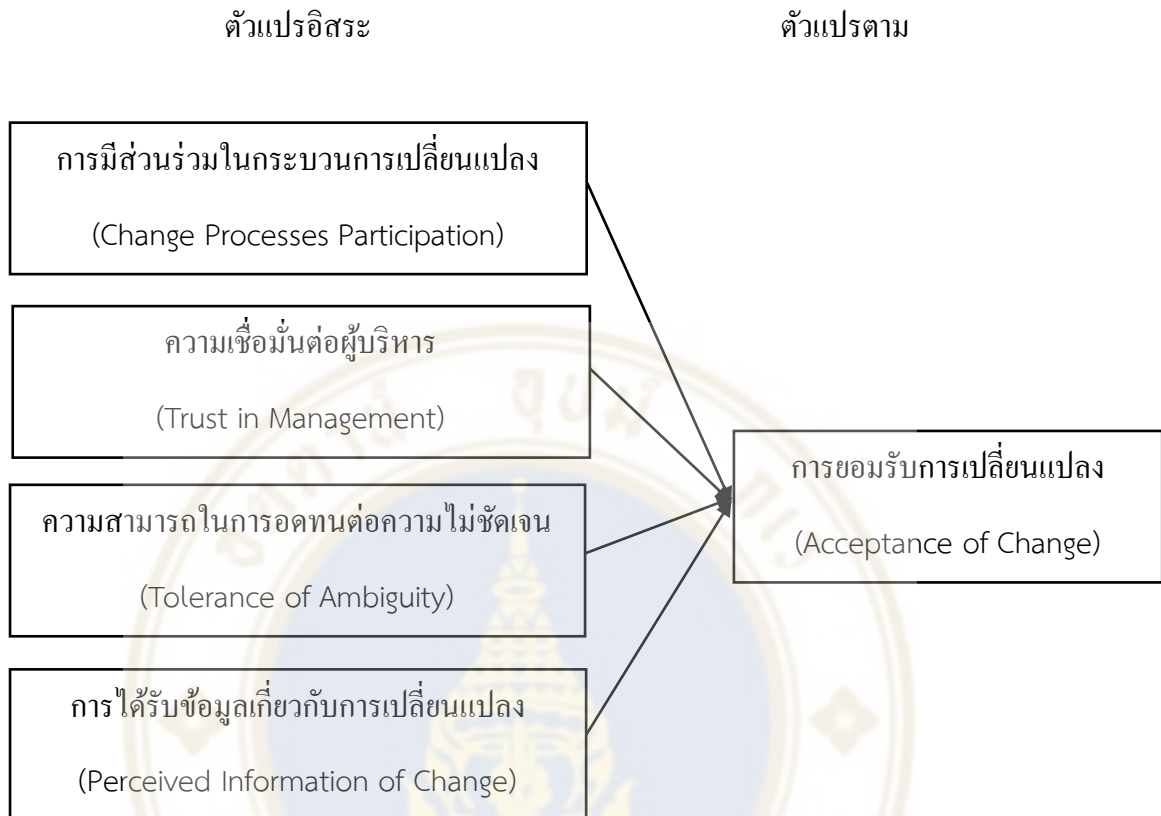 ตัวแปรอิสระ
ตัวแปรตาม
การมีส่วนร่วมในกระบวนการเปลี่ยนแปลง
(Change Processes Participation)
ความเชื่อมั่นต่อผู้บริหาร
(Trust in Management)
ความสามารถในการอดทนต่อความไม่ชัดเจน
(Tolerance of Ambiguity)
การได้รับข้อมูลเกี่ยวกับการเปลี่ยนแปลง
(Perceived Information of Change)
การยอมรับการเปลี่ยนแปลง
(Acceptance of Change)